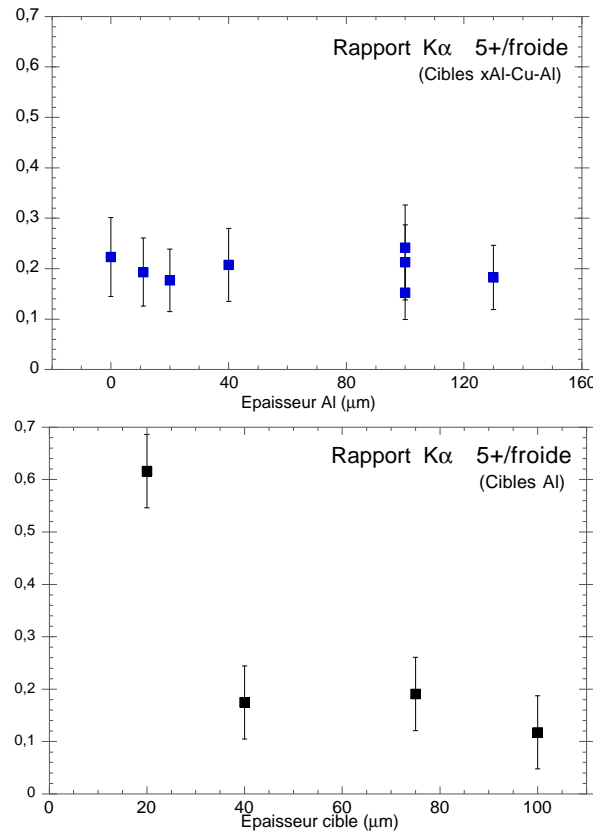 0,7
Rapport Kα 5+/froide
(Cibles xAl-Cu-Al)
0,6
0,5
0,4
0,3
0,2
0,1
0
0 40 80 120 160
Epaisseur Al (μm)
0,7
Rapport Kα 5+/froide
(Cibles Al)
0,6
0,5
0,4
0,3
0,2
0,1
0
0 20 40 60 80 100
Epaisseur cible (μm)